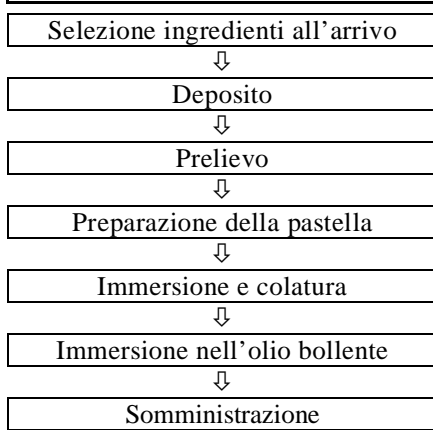 Selezione ingredienti all'arrivo
⇩
Deposito
⇩
Prelievo
⇩
Preparazione della pastella
⇩
Immersione e colatura
⇩
Immersione nell'olio bollente
⇩
Somministrazione